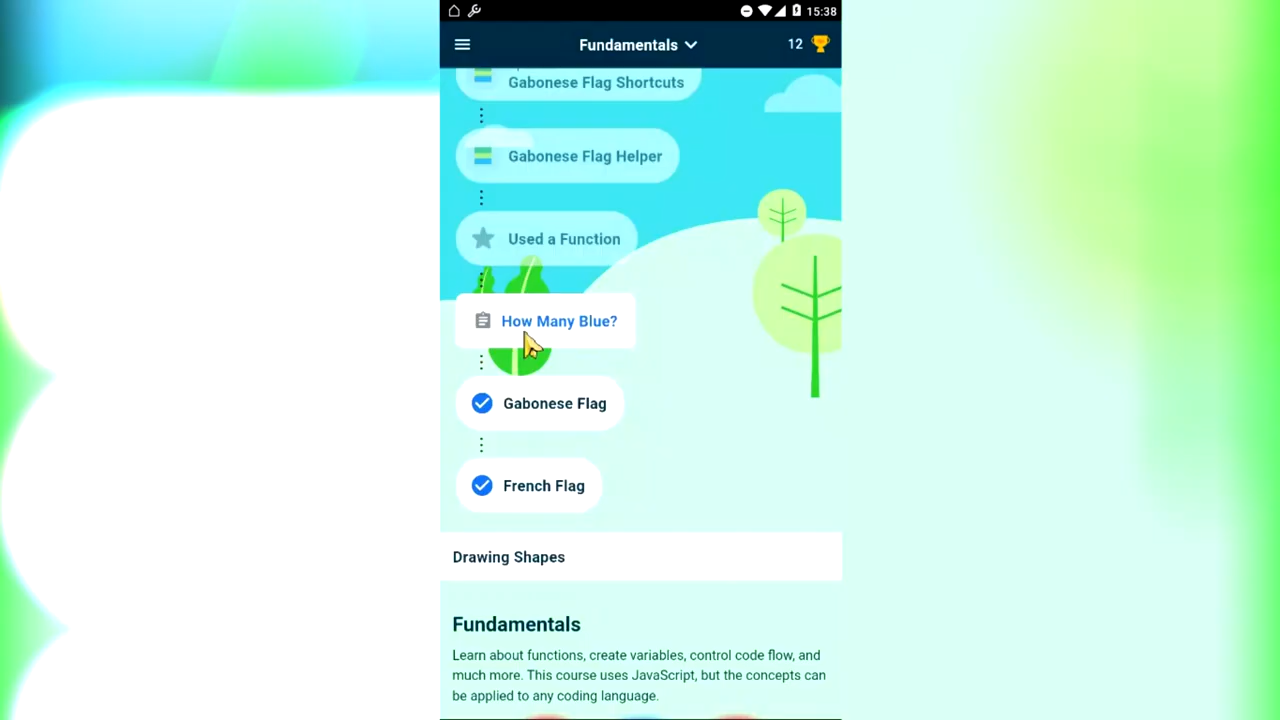 15:38
Fundamentals
12
Gabonese Flag Shortcuts
Gabonese Flag Helper
Used a Function
How Many Blue?
Gabonese Flag
French Flag
Drawing Shapes
Fundamentals
Learn about functions, create variables, control code flow, and
much more. This course uses JavaScript, but the concepts can
be applied to any coding language.